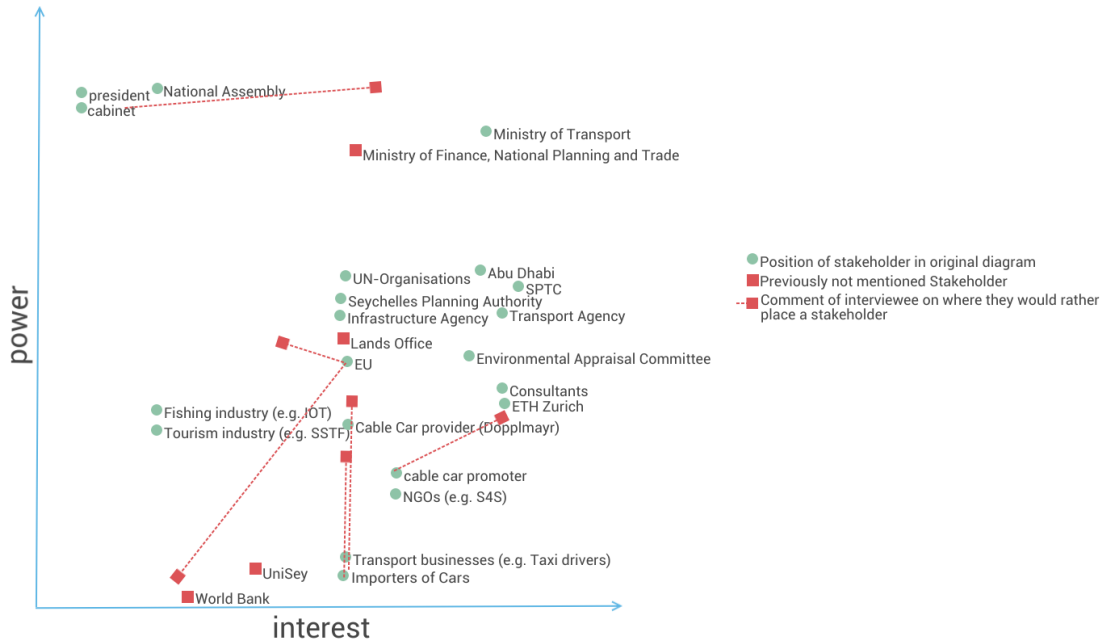 president
National Assembly
cabinet
Ministry of Transport
Ministry of Finance, National Planning and Trade
Abu Dhabi
UN-Organisations
SPTC
Seychelles Planning Authority
Infrastructure Agency
Transport Agency
Lands Office
EU
Environmental Appraisal Committee
Consultants
ETH Zurich
Fishing industry (e.g. IOT)
Tourism industry (e.g. SSTF)
Cable Car provider (Dopplmayr)
cable car promoter
NGOs (e.g. S4S)
Transport businesses (e.g. Taxi drivers)
Importers of Cars
UniSey
World Bank
power
interest
Position of stakeholder in original diagram
Previously not mentioned Stakeholder
Comment of interviewee on where they would rather
place a stakeholder